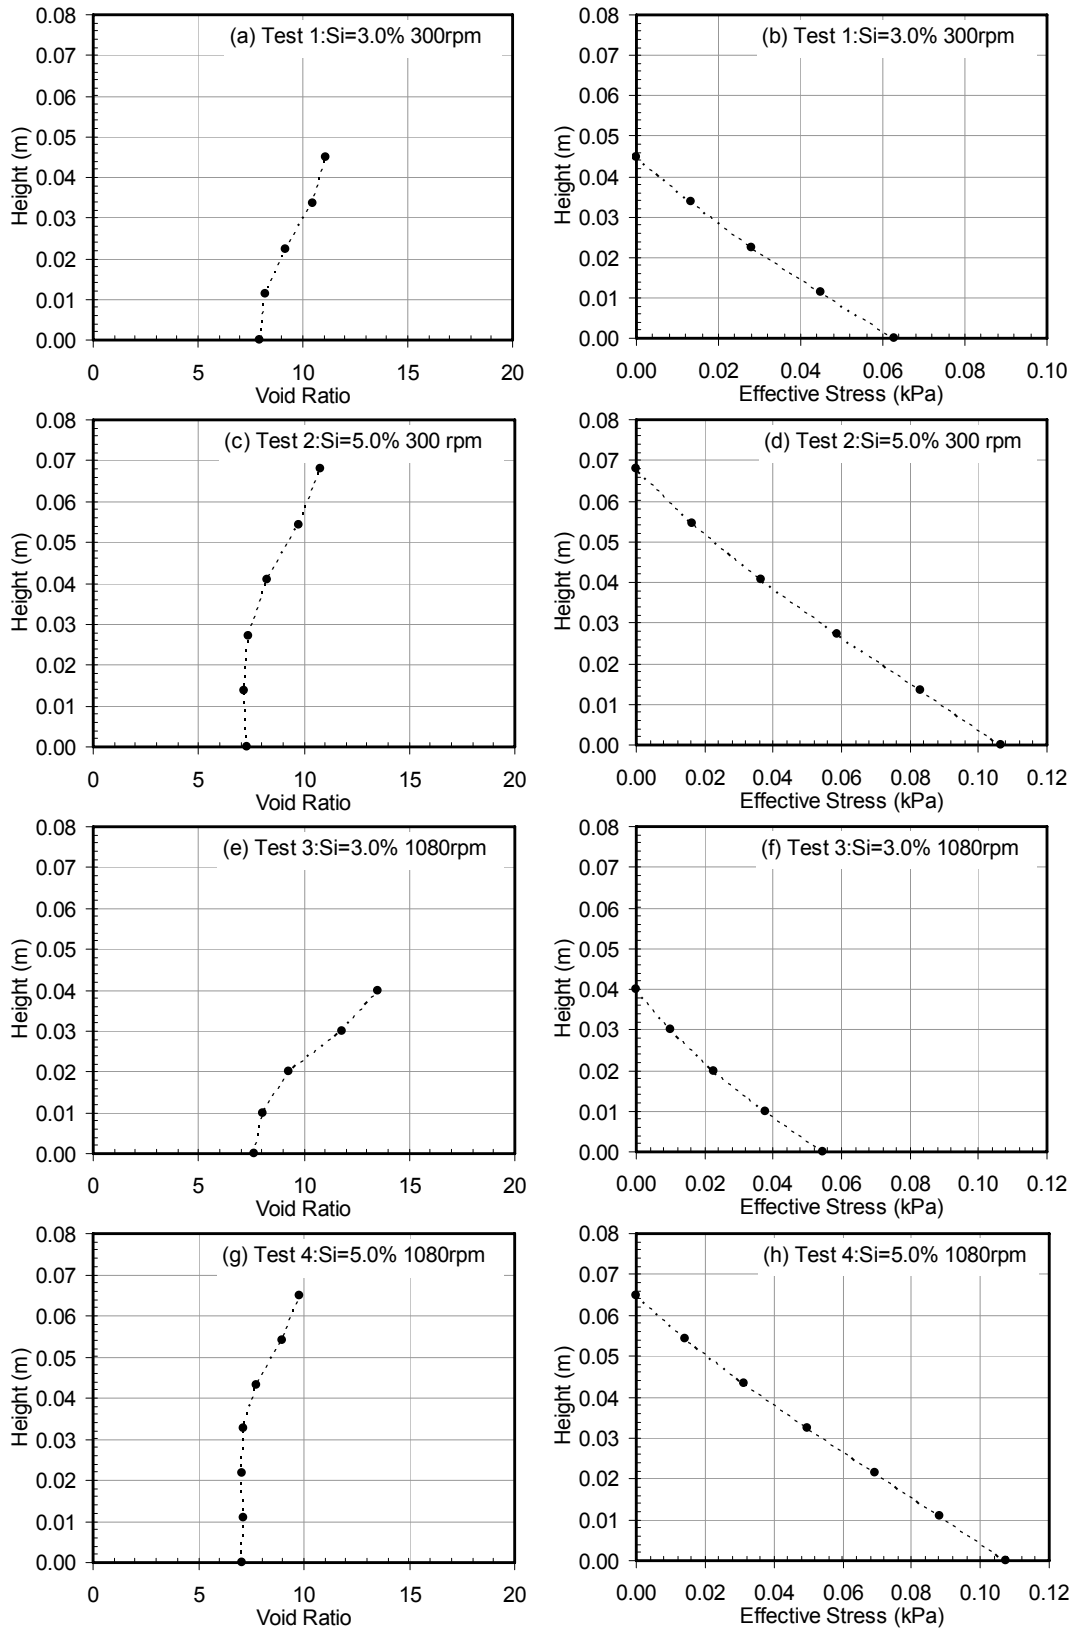 0.08
(a) Test 1:Si=3.0% 300rpm
0.07
0.06
0.05
0.04
0.03
0.02
0.01
0.00
Height (m)
0 5 10 15 20
Void Ratio
0.08
(b) Test 1:Si=3.0% 300rpm
0.07
0.06
0.05
0.04
0.03
0.02
0.01
0.00
Height (m)
0.00 0.02 0.04 0.06 0.08 0.10
Effective Stress (kPa)
0.08
(c) Test 2:Si=5.0% 300 rpm
0.07
0.06
0.05
0.04
0.03
0.02
0.01
0.00
Height (m)
0 5 10 15 20
Void Ratio
0.08
(d) Test 2:Si=5.0% 300 rpm
0.07
0.06
0.05
0.04
0.03
0.02
0.01
0.00
Height (m)
0.00 0.02 0.04 0.06 0.08 0.10 0.12
Effective Stress (kPa)
0.08
(e) Test 3:Si=3.0% 1080rpm
0.07
0.06
0.05
0.04
0.03
0.02
0.01
0.00
Height (m)
0 5 10 15 20
Void Ratio
0.08
(f) Test 3:Si=3.0% 1080rpm
0.07
0.06
0.05
0.04
0.03
0.02
0.01
0.00
Height (m)
0.00 0.02 0.04 0.06 0.08 0.10 0.12
Effective Stress (kPa)
0.08
(g) Test 4:Si=5.0% 1080rpm
0.07
0.06
0.05
0.04
0.03
0.02
0.01
0.00
Height (m)
0 5 10 15 20
Void Ratio
0.08
(h) Test 4:Si=5.0% 1080rpm
0.07
0.06
0.05
0.04
0.03
0.02
0.01
0.00
Height (m)
0.00 0.02 0.04 0.06 0.08 0.10 0.12
Effective Stress (kPa)